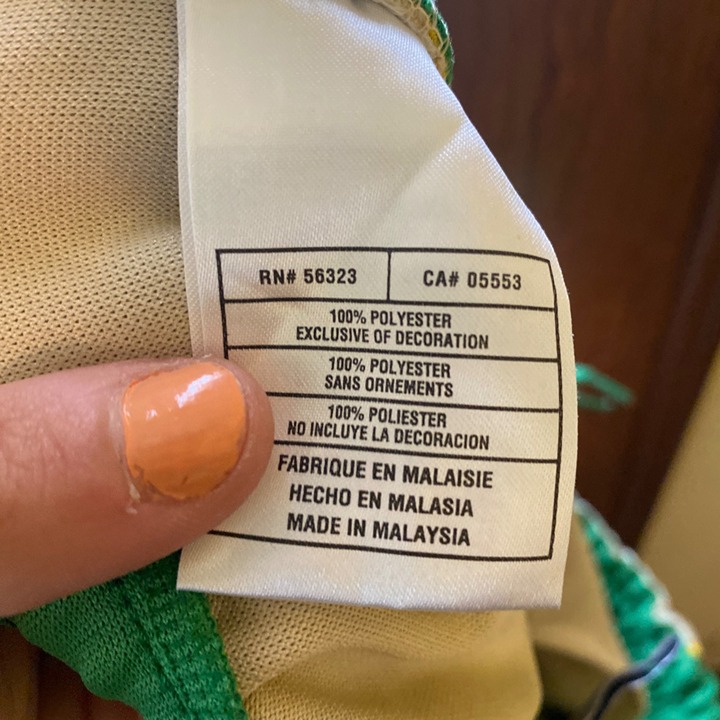 RN# 56323 CA# 05553
100% POLYESTER
EXCLUSIVE OF DECORATION
100% POLYESTER
SANS ORNEMENTS
100% POLIESTER
NO INCLUYE LA DECORACION
FABRIQUE EN MALAISIE
HECHO EN MALASIA
MADE IN MALAYSIA